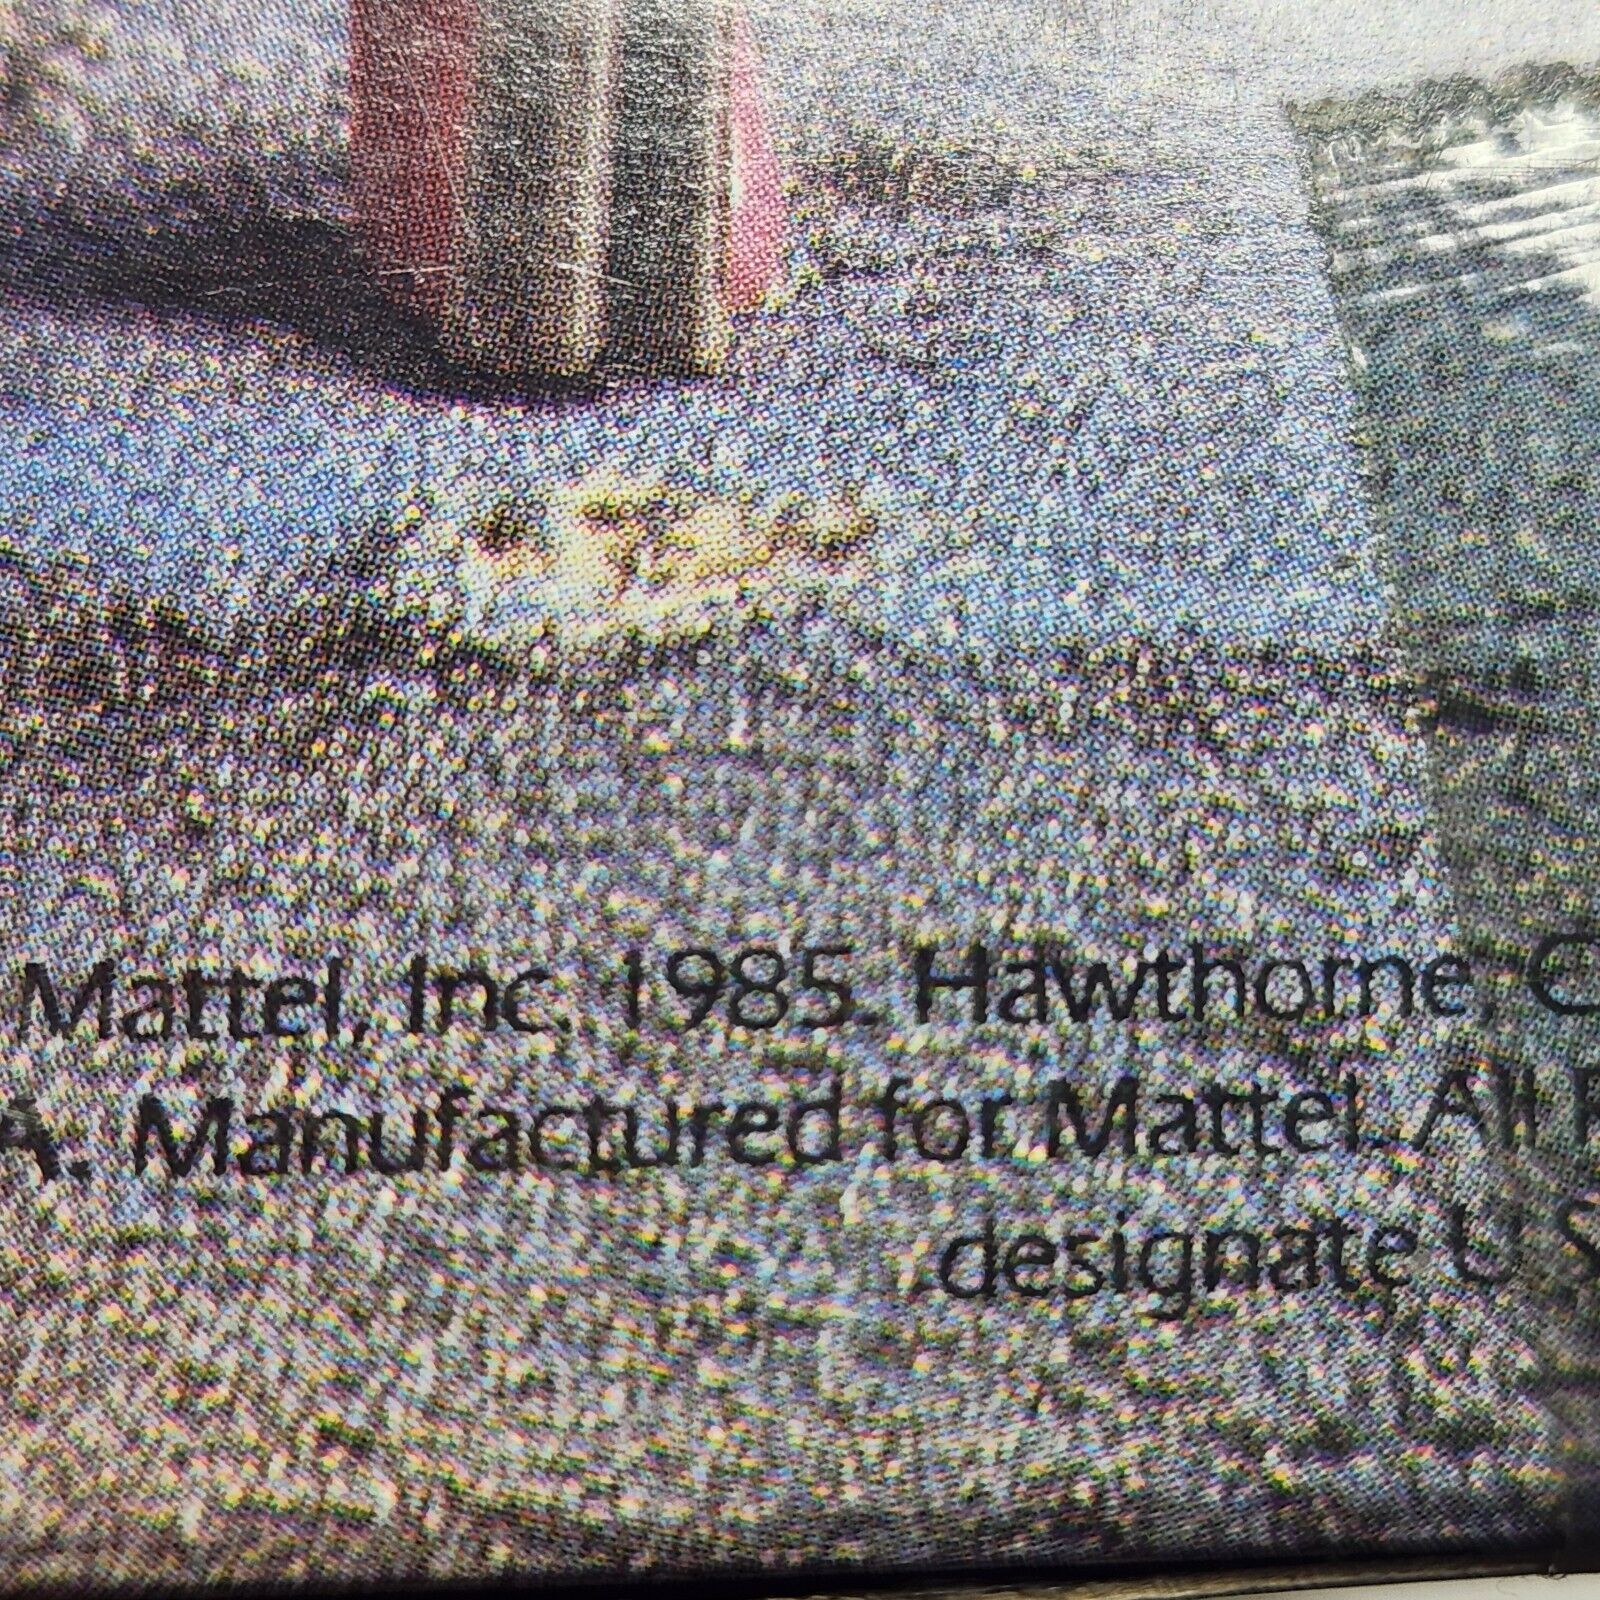 Mattel, Inc. 1985. Hawthorne, C
A. Manufactured for Mattel. All R
designate U S